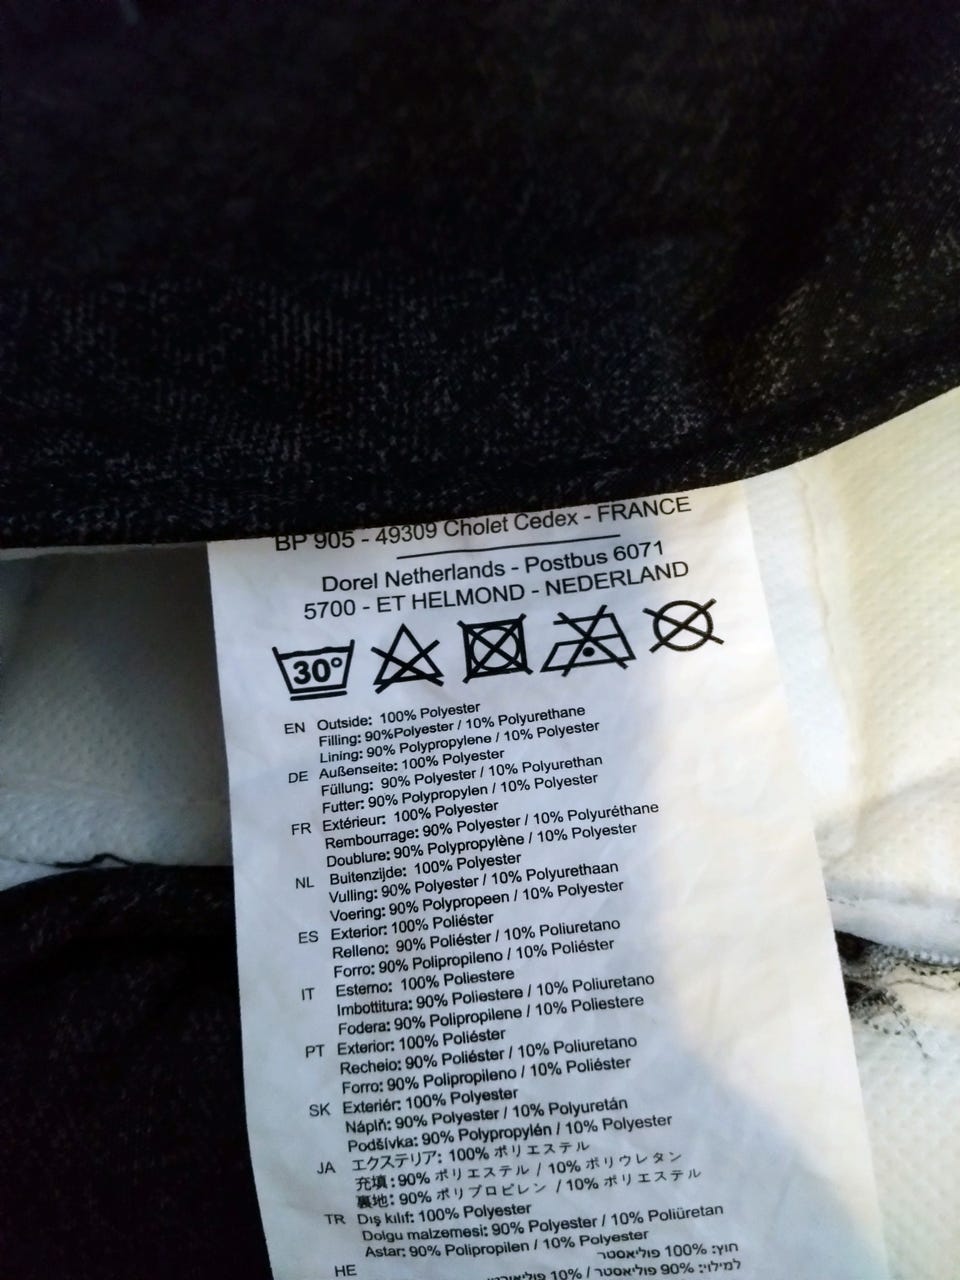 BP 905 - 49309 Cholet Cedex - FRANCE
Dorel Netherlands - Postbus 6071
5700 - ET HELMOND - NEDERLAND
30°
EN Outside: 100% Polyester
Filling: 90%Polyester / 10% Polyurethane
Lining: 90% Polypropylene / 10% Polyester
DE Außenseite: 100% Polyester
Füllung: 90% Polyester / 10% Polyurethan
Futter: 90% Polypropylen / 10% Polyester
FR Extérieur: 100% Polyester
Rembourrage: 90% Polyester / 10% Polyuréthane
Doublure: 90% Polypropylène / 10% Polyester
NL Buitenzijde: 100% Polyester
Vulling: 90% Polyester / 10% Polyurethaan
Voering: 90% Polypropeen / 10% Polyester
ES Exterior: 100% Poliéster
Relleno: 90% Poliéster / 10% Poliuretano
Forro: 90% Polipropileno / 10% Poliéster
IT Esterno: 100% Poliestere
Imbottitura: 90% Poliestere / 10% Poliuretano
Fodera: 90% Polipropilene / 10% Poliestere
PT Exterior: 100% Poliéster
Recheio: 90% Poliéster / 10% Poliuretano
Forro: 90% Polipropileno / 10% Poliéster
SK Exteriér: 100% Polyester
Náplň: 90% Polyester / 10% Polyuretán
Podšívka: 90% Polypropylén / 10% Polyester
JA エクステリア: 100% ポリエステル
充填: 90% ポリエステル / 10% ポリウレタン
裏地: 90% ポリプロピレン / 10% ポリエステル
TR Dış kılıf: 100% Polyester
Dolgu malzemesi: 90% Polyester / 10% Poliüretan
Astar: 90% Polipropilen / 10% Polyester
HE חוץ: 100% פוליאסטר
למילוי: 90% פוליאסטר / 10%